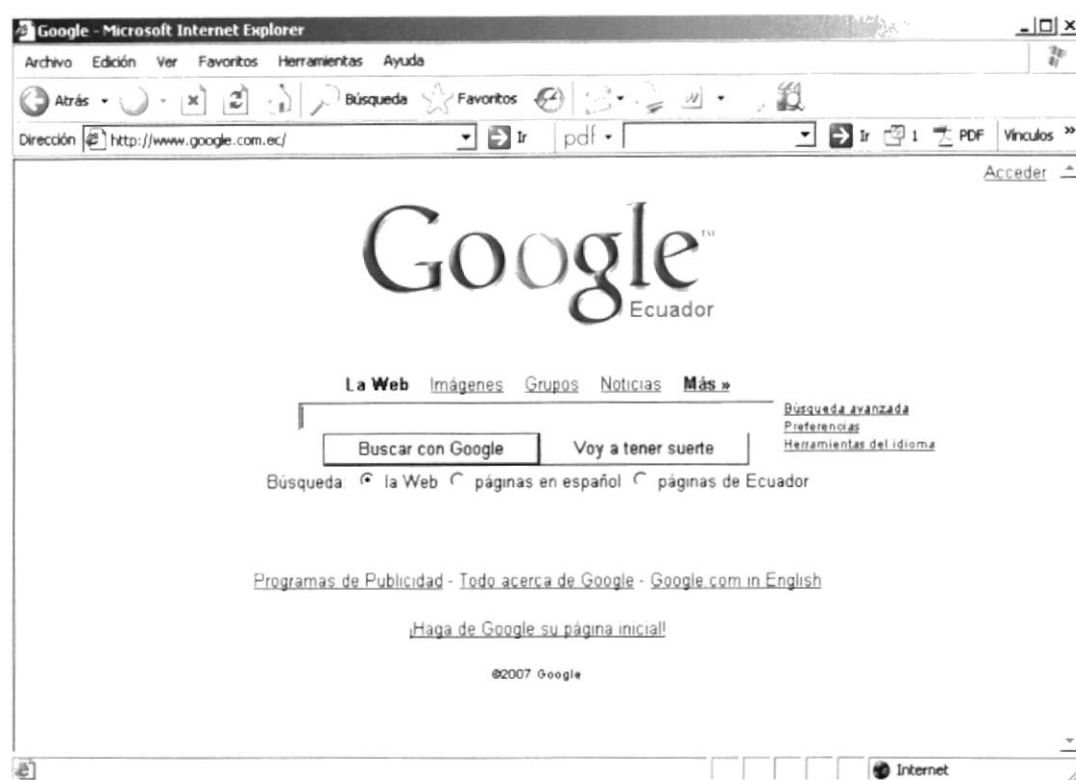 Google - Microsoft Internet Explorer
Archivo Edición Ver Favoritos Herramientas Ayuda
Atrás Búsqueda Favoritos
Dirección http://www.google.com.ec/ Ir pdf Ir 1 PDF Vínculos »
Acceder
Google™
Ecuador
La Web Imágenes Grupos Noticias Más »
Búsqueda avanzada
Preferencias
Herramientas del idioma
Buscar con Google Voy a tener suerte
Búsqueda: la Web páginas en español páginas de Ecuador
Programas de Publicidad - Todo acerca de Google - Google.com in English
¡Haga de Google su página inicial!
©2007 Google
Internet